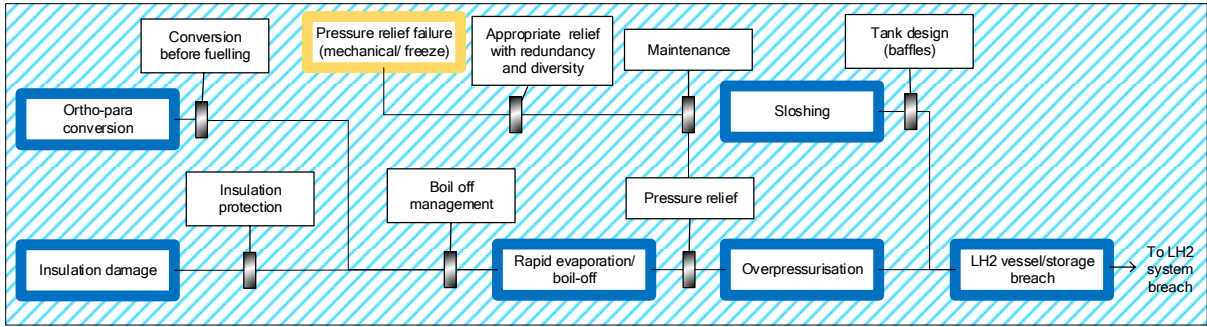 Conversion
before fuelling
Pressure relief failure
(mechanical/ freeze)
Appropriate relief
with redundancy
and diversity
Maintenance
Tank design
(baffles)
Ortho-para
conversion
Sloshing
Insulation
protection
Boil off
management
Pressure relief
Insulation damage
Rapid evaporation/
boil-off
Overpressurisation
LH2 vessel/storage
breach
To LH2
system
breach